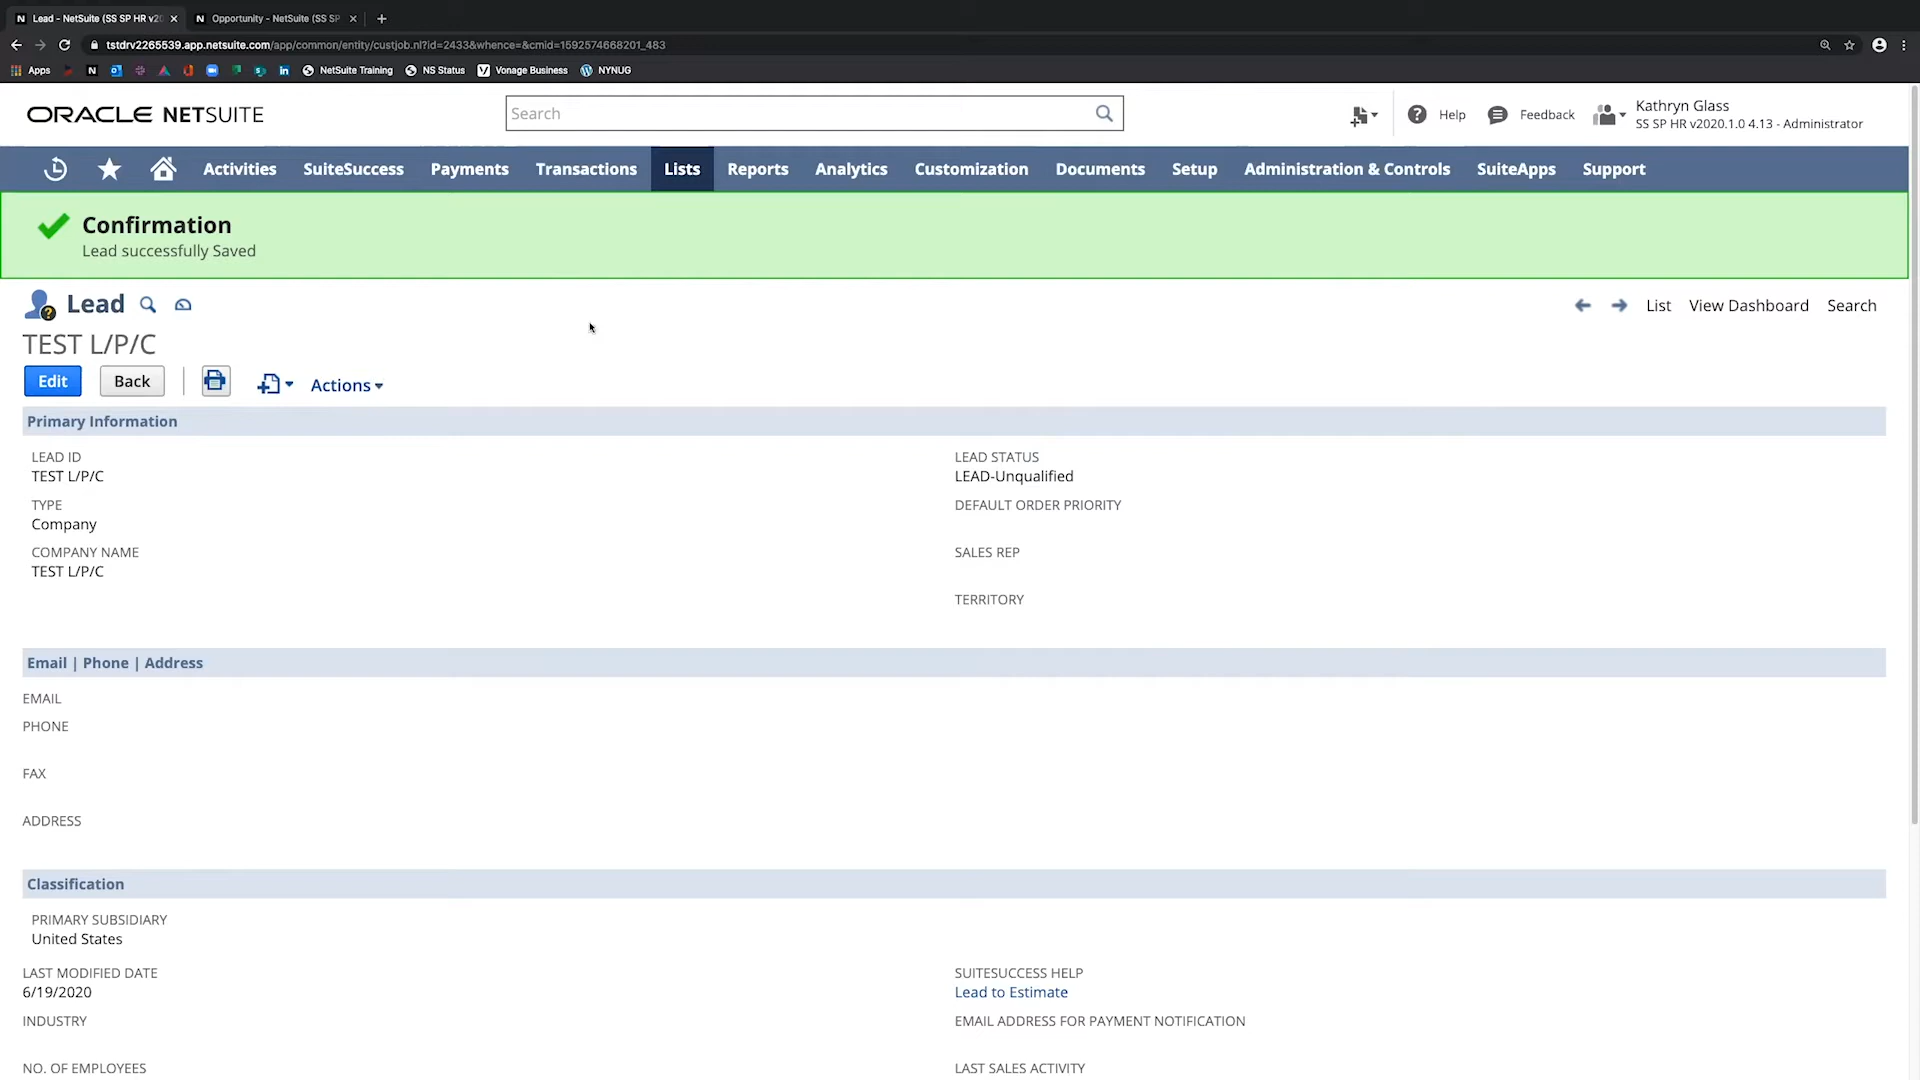 Lead - NetSuite (SS SP HR v20
Opportunity - NetSuite (SS SP
tstdrv2265539.app.netsuite.com/app/common/entity/custjob.nl?id=2433&whence=&cmid=1592574668201_483
Apps
NetSuite Training
NS Status
Vonage Business
NYNUG
ORACLE NETSUITE
Search
Help
Feedback
Kathryn Glass
SS SP HR v2020.1.0 4.13 - Administrator
Activities
SuiteSuccess
Payments
Transactions
Lists
Reports
Analytics
Customization
Documents
Setup
Administration & Controls
SuiteApps
Support
Confirmation
Lead successfully Saved
Lead
List
View Dashboard
Search
TEST L/P/C
Edit
Back
Actions
Primary Information
LEAD ID
TEST L/P/C
TYPE
Company
COMPANY NAME
TEST L/P/C
LEAD STATUS
LEAD-Unqualified
DEFAULT ORDER PRIORITY
SALES REP
TERRITORY
Email | Phone | Address
EMAIL
PHONE
FAX
ADDRESS
Classification
PRIMARY SUBSIDIARY
United States
LAST MODIFIED DATE
6/19/2020
INDUSTRY
NO. OF EMPLOYEES
SUITESUCCESS HELP
Lead to Estimate
EMAIL ADDRESS FOR PAYMENT NOTIFICATION
LAST SALES ACTIVITY